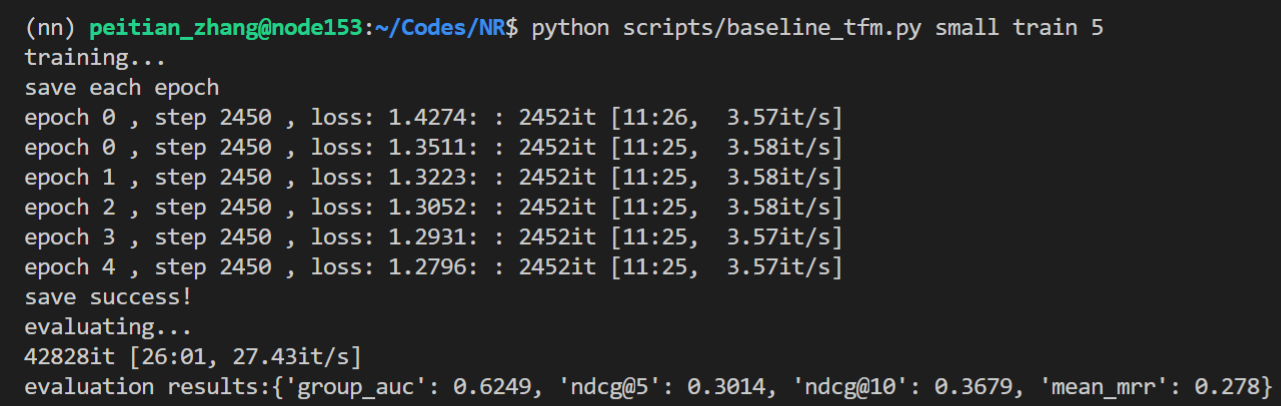 (nn) peitian_zhang@node153:~/Codes/NR$ python scripts/baseline_tfm.py small train 5
training...
save each epoch
epoch 0 , step 2450 , loss: 1.4274: : 2452it [11:26,  3.57it/s]
epoch 0 , step 2450 , loss: 1.3511: : 2452it [11:25,  3.58it/s]
epoch 1 , step 2450 , loss: 1.3223: : 2452it [11:25,  3.58it/s]
epoch 2 , step 2450 , loss: 1.3052: : 2452it [11:25,  3.58it/s]
epoch 3 , step 2450 , loss: 1.2931: : 2452it [11:25,  3.57it/s]
epoch 4 , step 2450 , loss: 1.2796: : 2452it [11:25,  3.57it/s]
save success!
evaluating...
42828it [26:01, 27.43it/s]
evaluation results:{'group_auc': 0.6249, 'ndcg@5': 0.3014, 'ndcg@10': 0.3679, 'mean_mrr': 0.278}